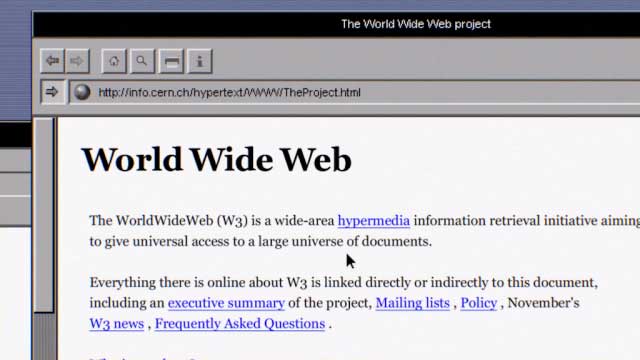 The World Wide Web project
http://info.cern.ch/hypertext/WWW/TheProject.html
World Wide Web
The WorldWideWeb (W3) is a wide-area hypermedia information retrieval initiative aiming
to give universal access to a large universe of documents.
Everything there is online about W3 is linked directly or indirectly to this document,
including an executive summary of the project, Mailing lists , Policy , November's
W3 news , Frequently Asked Questions .